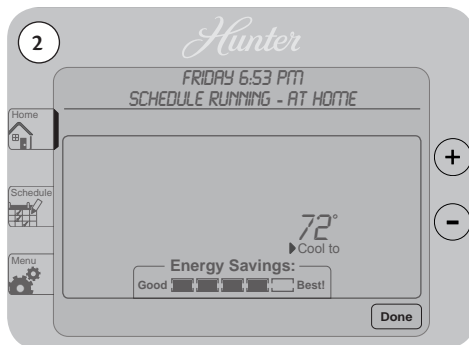 2
Hunter
FRIDAY 6:53 PM
SCHEDULE RUNNING - AT HOME
Home
Schedule
Menu
72°
Cool to
Energy Savings:
Good Best!
Done
+
-